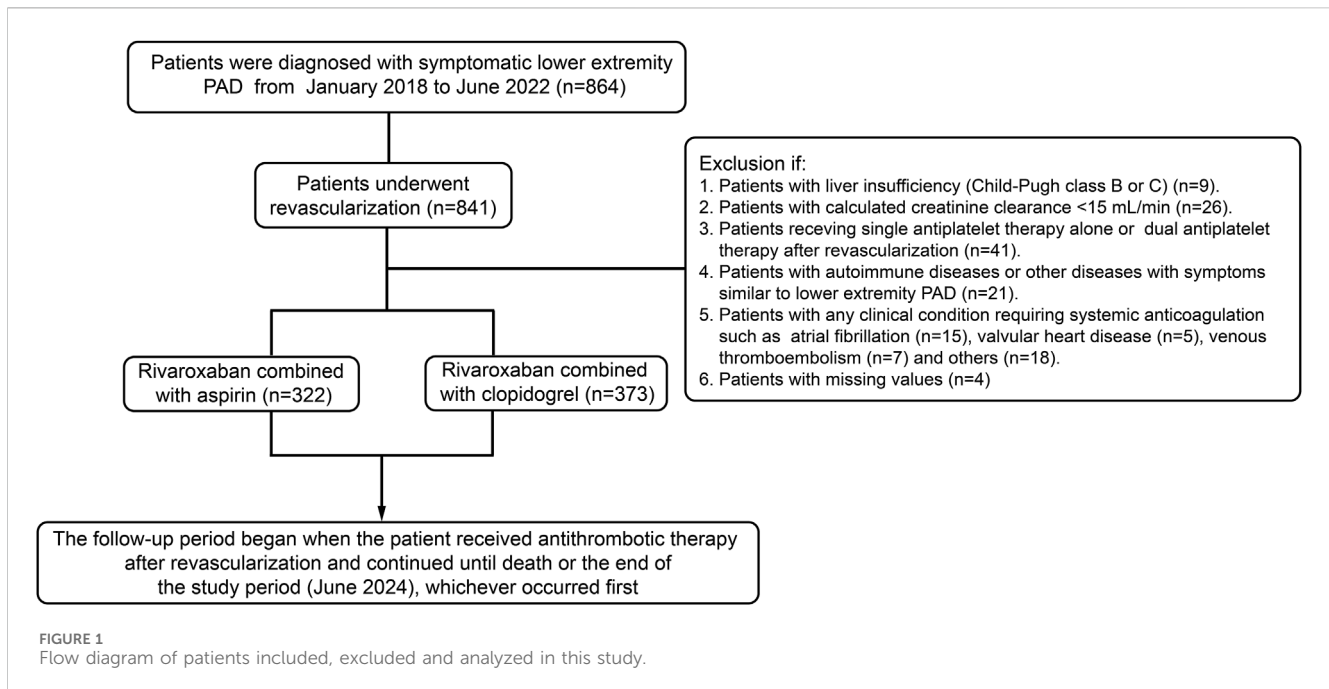 Patients were diagnosed with symptomatic lower extremity
PAD from January 2018 to June 2022 (n=864)
Patients underwent
revascularization (n=841)
Exclusion if:
1. Patients with liver insufficiency (Child-Pugh class B or C) (n=9).
2. Patients with calculated creatinine clearance <15 mL/min (n=26).
3. Patients receving single antiplatelet therapy alone or dual antiplatelet
therapy after revascularization (n=41).
4. Patients with autoimmune diseases or other diseases with symptoms
similar to lower extremity PAD (n=21).
5. Patients with any clinical condition requiring systemic anticoagulation
such as atrial fibrillation (n=15), valvular heart disease (n=5), venous
thromboembolism (n=7) and others (n=18).
6. Patients with missing values (n=4)
Rivaroxaban combined
with aspirin (n=322)
Rivaroxaban combined
with clopidogrel (n=373)
The follow-up period began when the patient received antithrombotic therapy
after revascularization and continued until death or the end of
the study period (June 2024), whichever occurred first
FIGURE 1
Flow diagram of patients included, excluded and analyzed in this study.